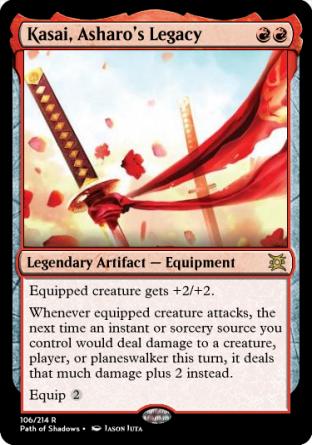 Kasai, Asharo's Legacy
Legendary Artifact — Equipment
Equipped creature gets +2/+2.
Whenever equipped creature attacks, the
next time an instant or sorcery source you
control would deal damage to a creature,
player, or planeswalker this turn, it deals
that much damage plus 2 instead.
Equip 2
106/214 R
Path of Shadows • Jason Juta